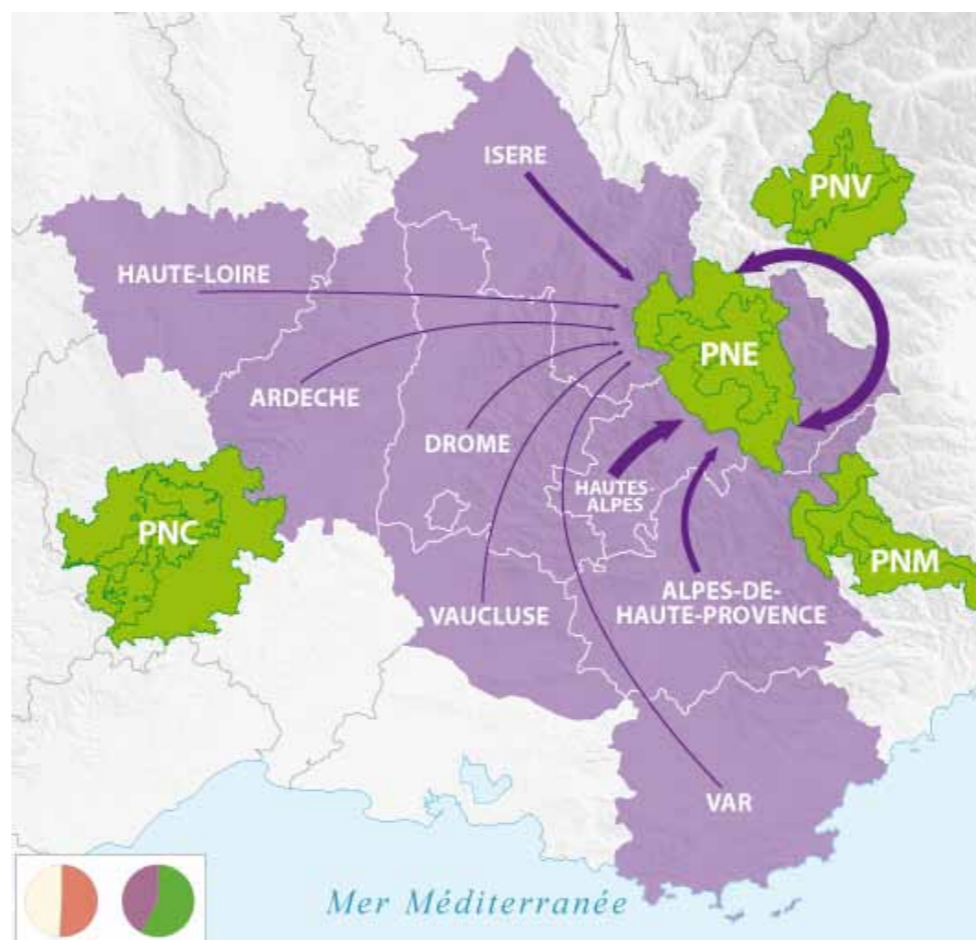 ISERE
PNV
HAUTE-LOIRE
PNE
ARDECHE
DROME
HAUTES-
ALPES
PNC
PNM
ALPES-DE-
HAUTE-PROVENCE
VAUCLUSE
VAR
Mer Méditerranée